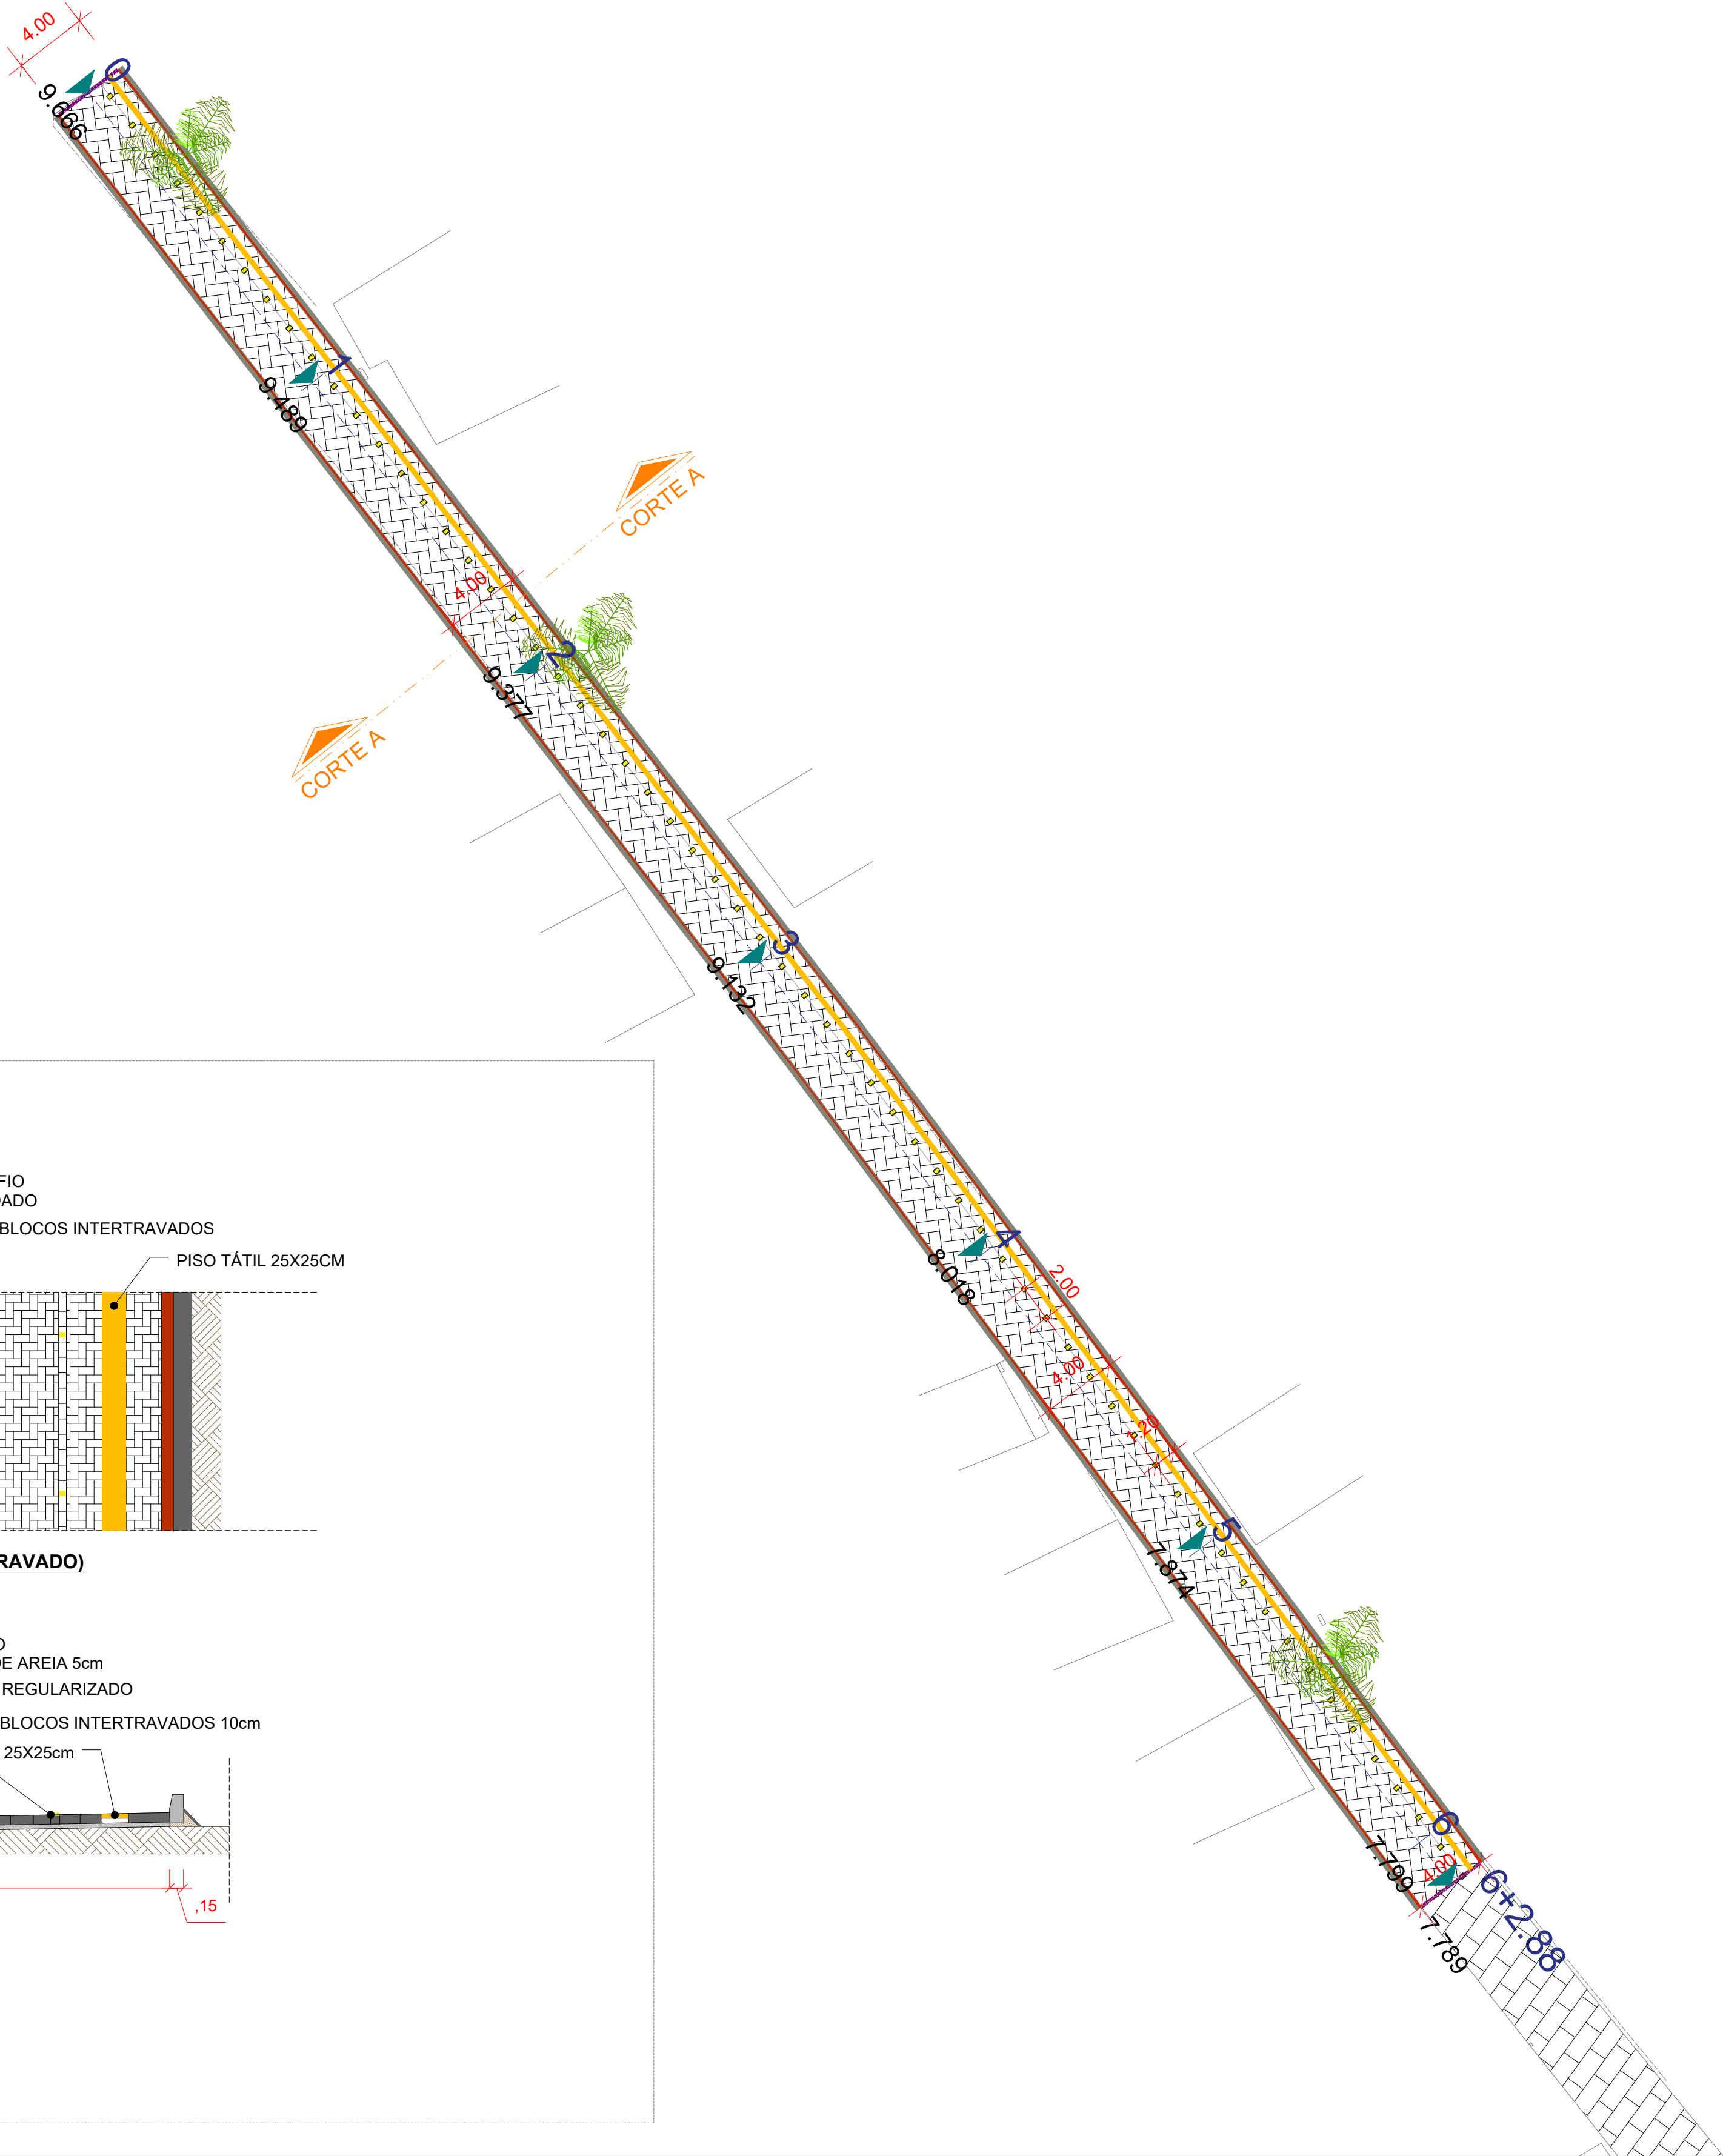 4.00
0
9.666
1
9.489
CORTE A
4.00
2
9.377
CORTE A
3
9.132
4
8.018
2.00
4.00
1.20
5
7.874
6
7.799
4.00
6+2.88
7.789
FIO
DADO
BLOCOS INTERTRAVADOS
PISO TÁTIL 25X25CM
RAVADO)
O
DE AREIA 5cm
REGULARIZADO
BLOCOS INTERTRAVADOS 10cm
25X25cm
,15